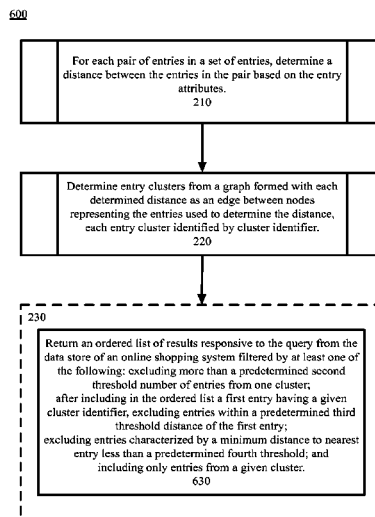 600
For each pair of entries in a set of entries, determine a
distance between the entries in the pair based on the entry
attributes.
210
Determine entry clusters from a graph formed with each
determined distance as an edge between nodes
representing the entries used to determine the distance,
each entry cluster identified by cluster identifier.
220
230
Return an ordered list of results responsive to the query from the
data store of an online shopping system filtered by at least one of
the following: excluding more than a predetermined second
threshold number of entries from one cluster;
after including in the ordered list a first entry having a given
cluster identifier, excluding entries within a predetermined third
threshold distance of the first entry;
excluding entries characterized by a minimum distance to nearest
entry less than a predetermined fourth threshold; and
including only entries from a given cluster.
630